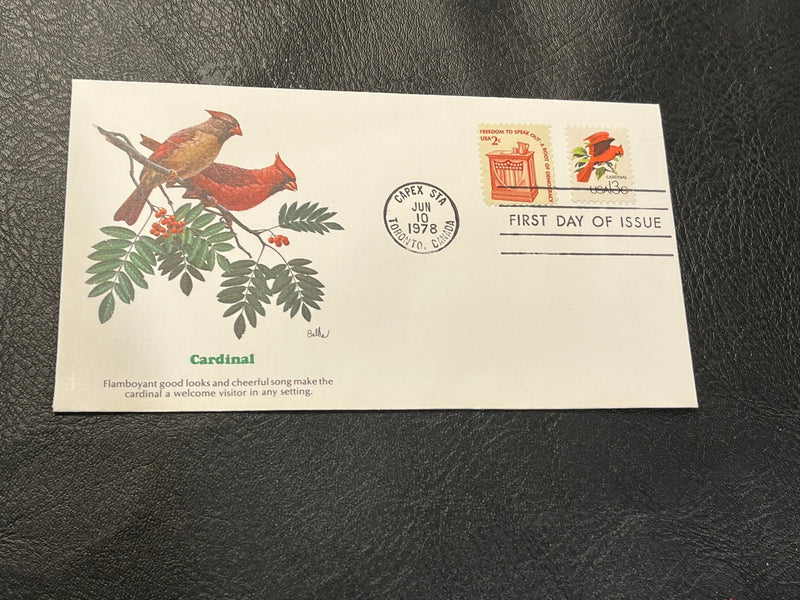 FREEDOM TO SPEAK OUT - A ROOT OF DEMOCRACY
USA 2c
CARDINAL
USA 13c
CAPEX STA
JUN
10
1978
TORONTO, CANADA
FIRST DAY OF ISSUE
Cardinal
Flamboyant good looks and cheerful song make the
cardinal a welcome visitor in any setting.